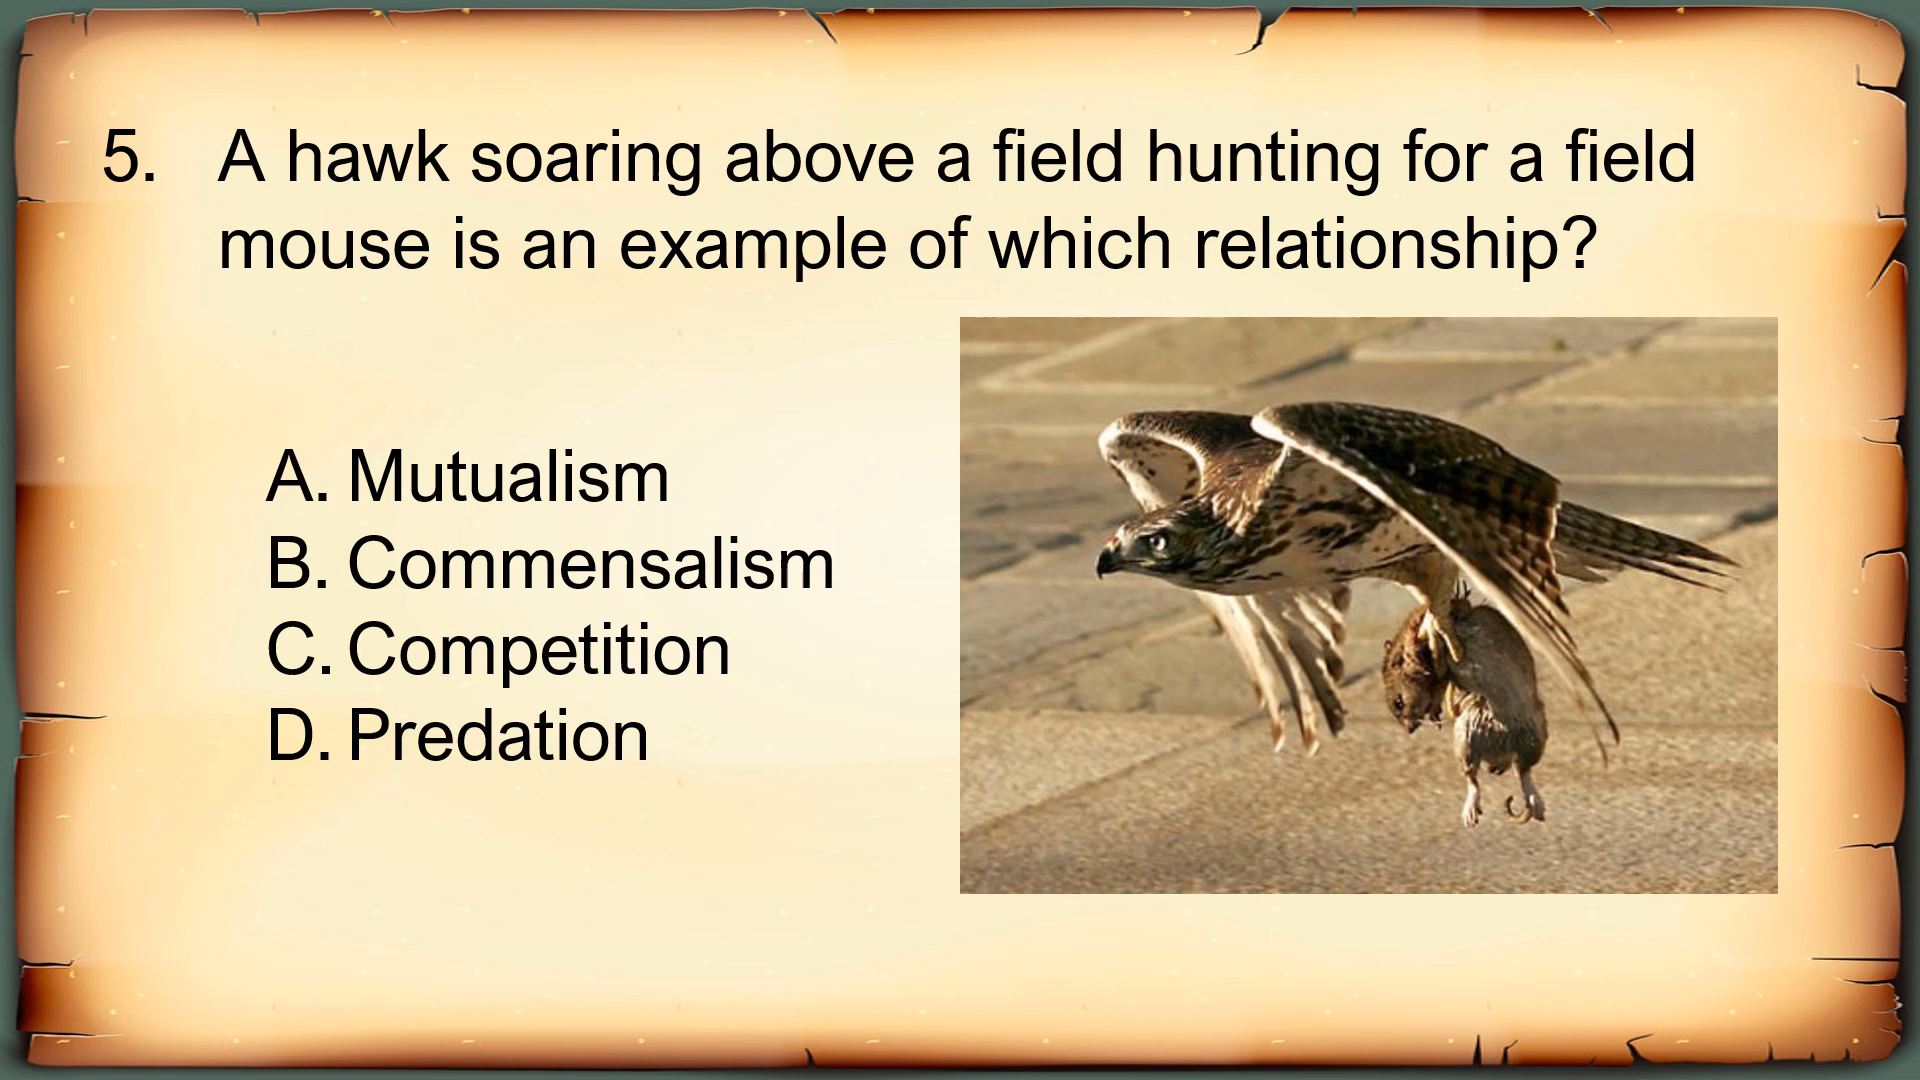 5. A hawk soaring above a field hunting for a field
mouse is an example of which relationship?
A. Mutualism
B. Commensalism
C. Competition
D. Predation